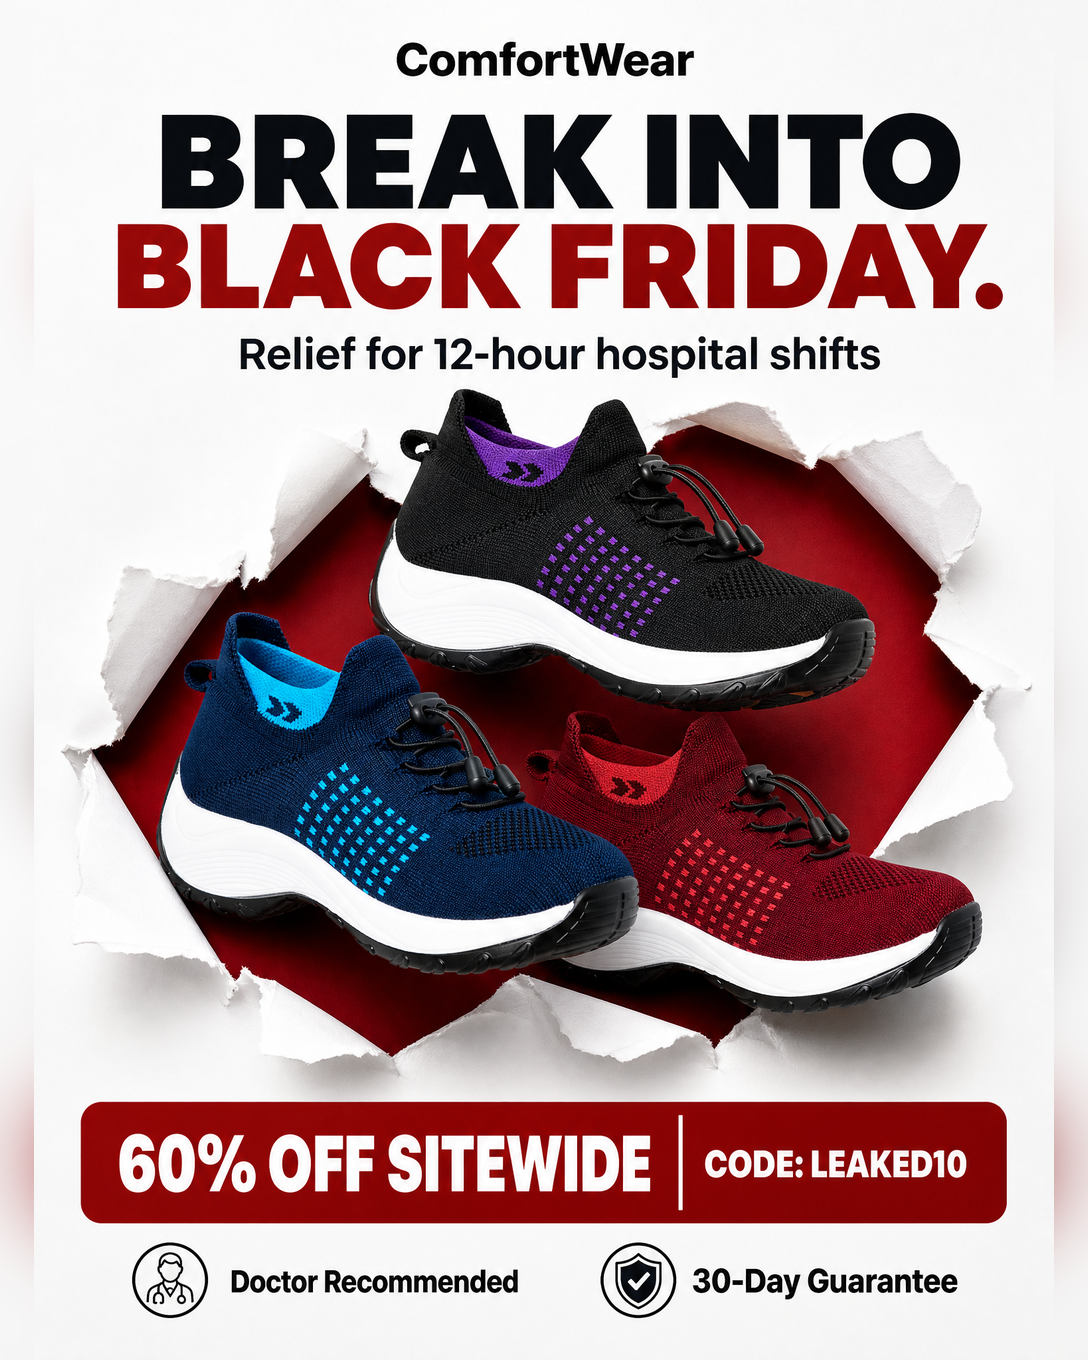 ComfortWear
BREAK INTO
BLACK FRIDAY.
Relief for 12-hour hospital shifts
60% OFF SITEWIDE
CODE: LEAKED10
Doctor Recommended
30-Day Guarantee